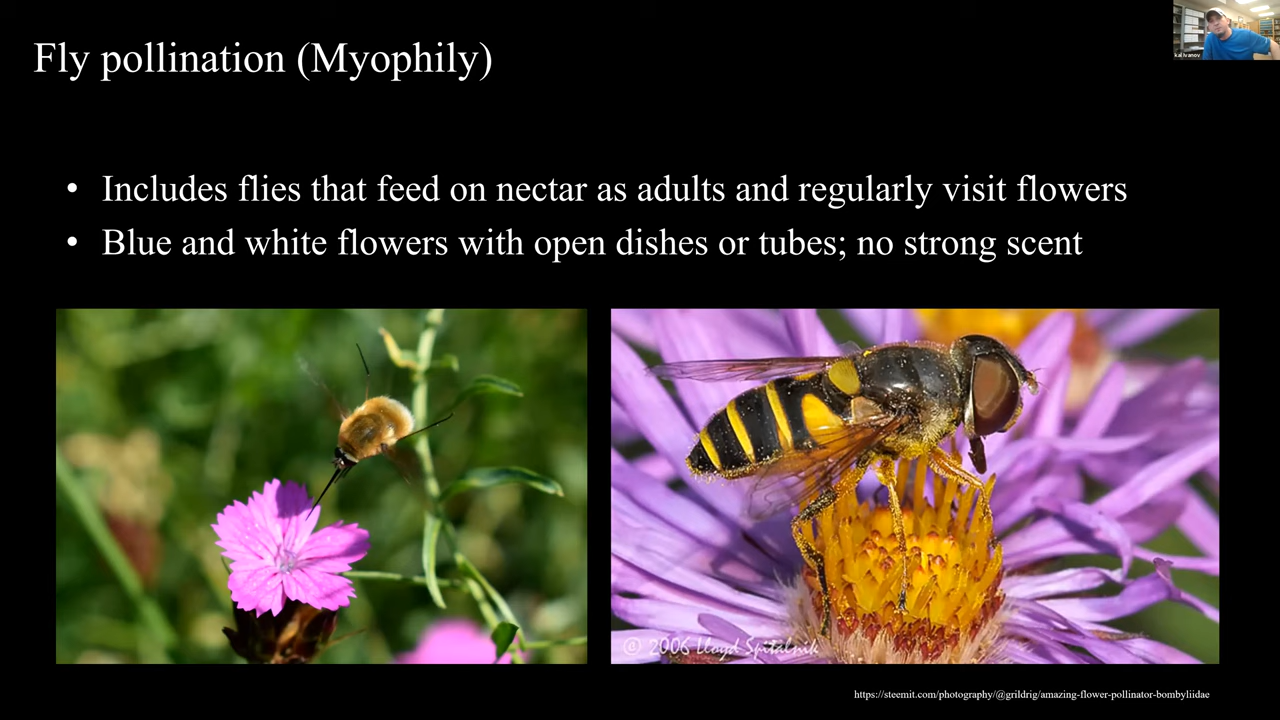 Fly pollination (Myophily)
kal ivanov
• Includes flies that feed on nectar as adults and regularly visit flowers
• Blue and white flowers with open dishes or tubes; no strong scent
© 2006 Lloyd Spitalnik
https://steemit.com/photography/@grildrig/amazing-flower-pollinator-bombyliidae